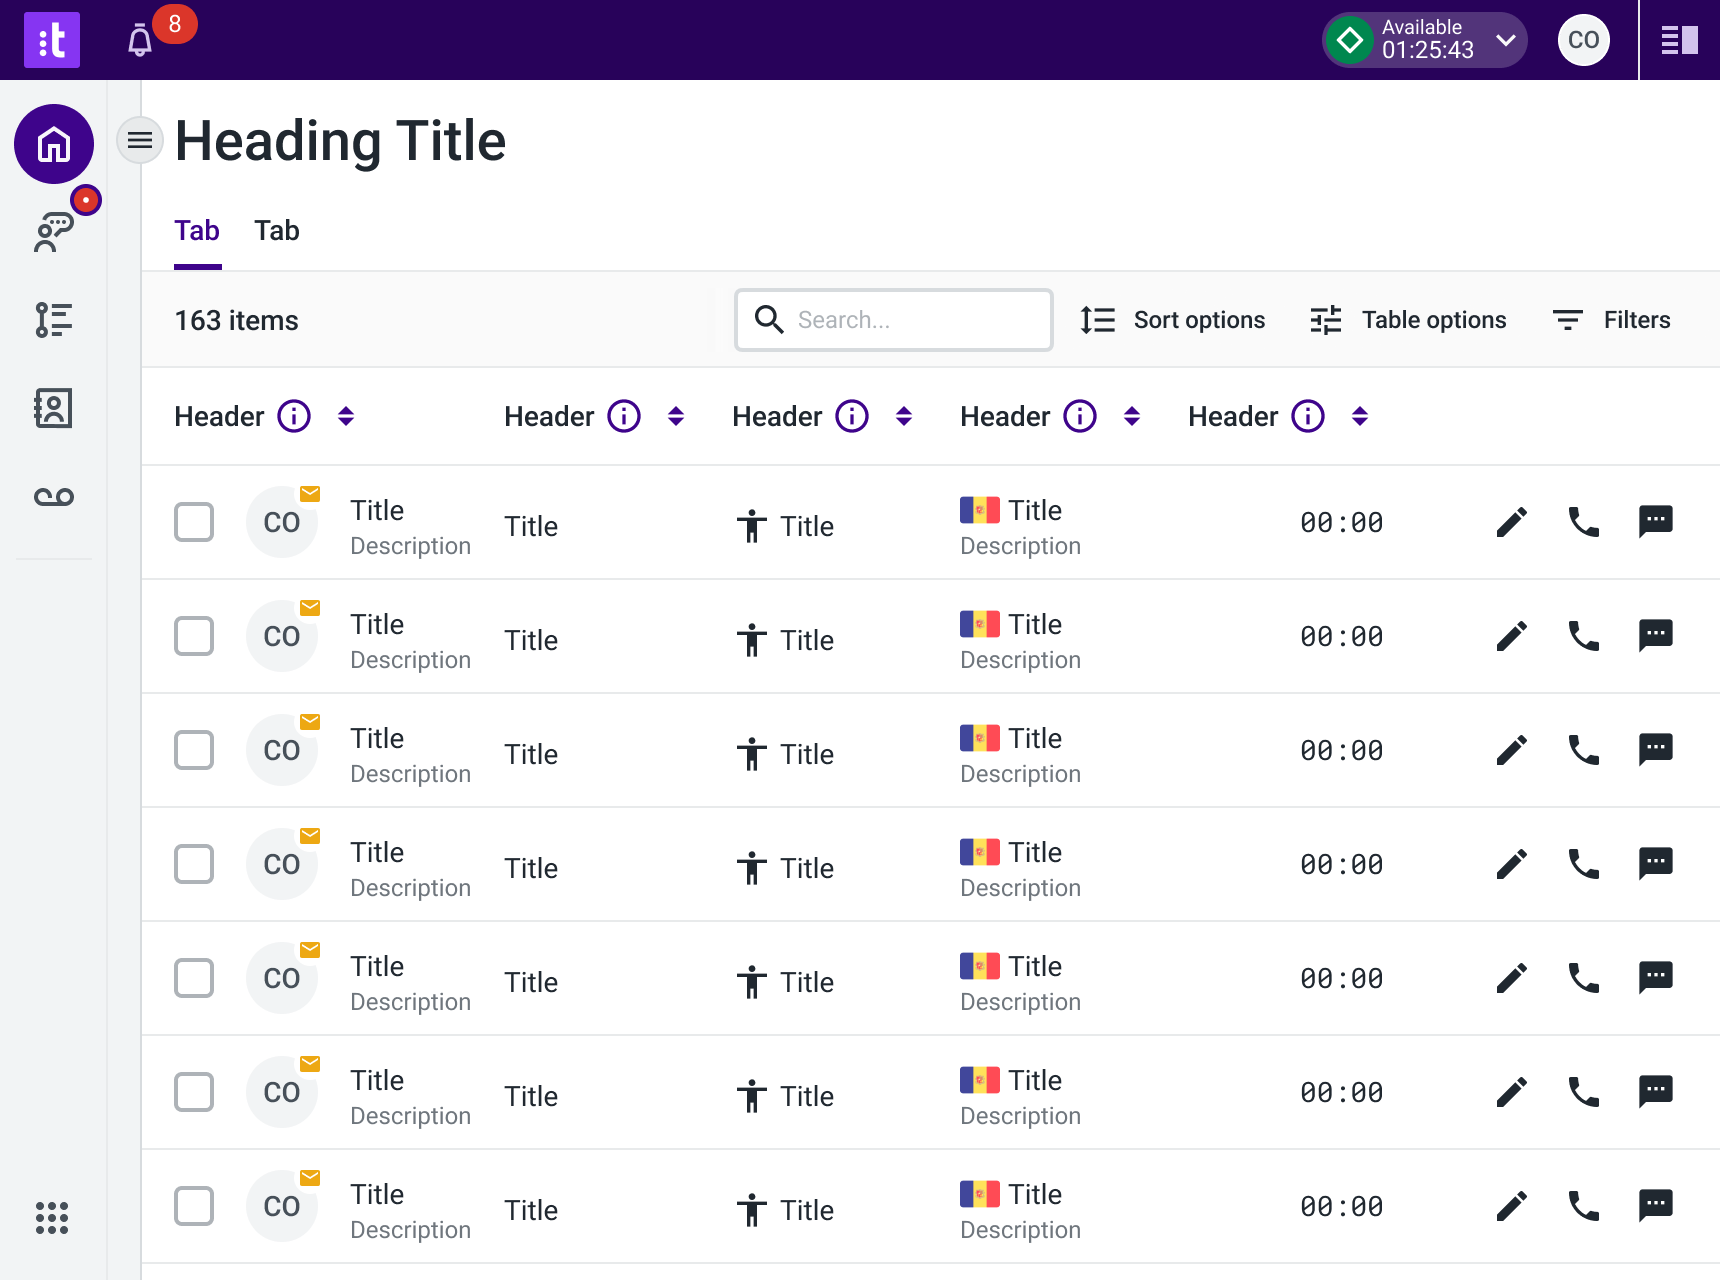 :t
8
Available
01:25:43
CO
Heading Title
Tab Tab
163 items
Search...
Sort options
Table options
Filters
Header Header Header Header Header
CO Title Title Title Title 00:00
Description Description
CO Title Title Title Title 00:00
Description Description
CO Title Title Title Title 00:00
Description Description
CO Title Title Title Title 00:00
Description Description
CO Title Title Title Title 00:00
Description Description
CO Title Title Title Title 00:00
Description Description
CO Title Title Title Title 00:00
Description Description